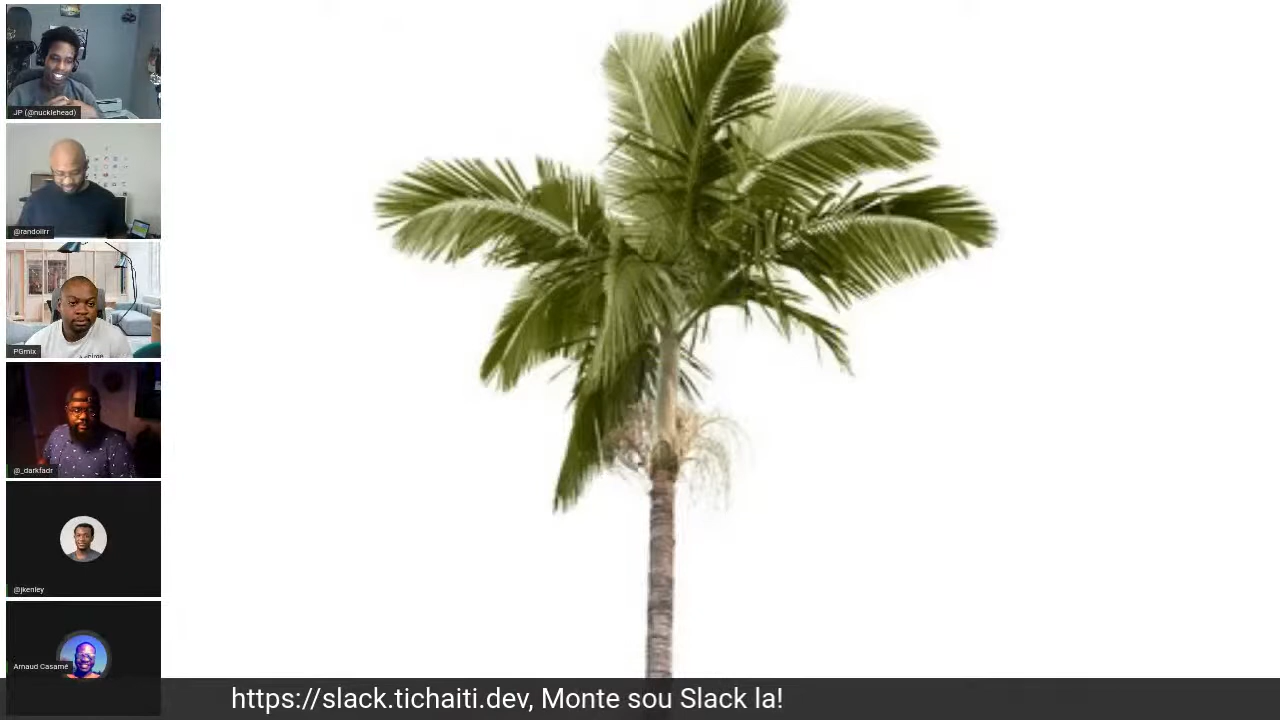 JP (@nucklehead)
@randollrr
PGmix
@_darkfadr
@jkenley
Arnaud Casamé
https://slack.tichaiti.dev, Monte sou Slack la!